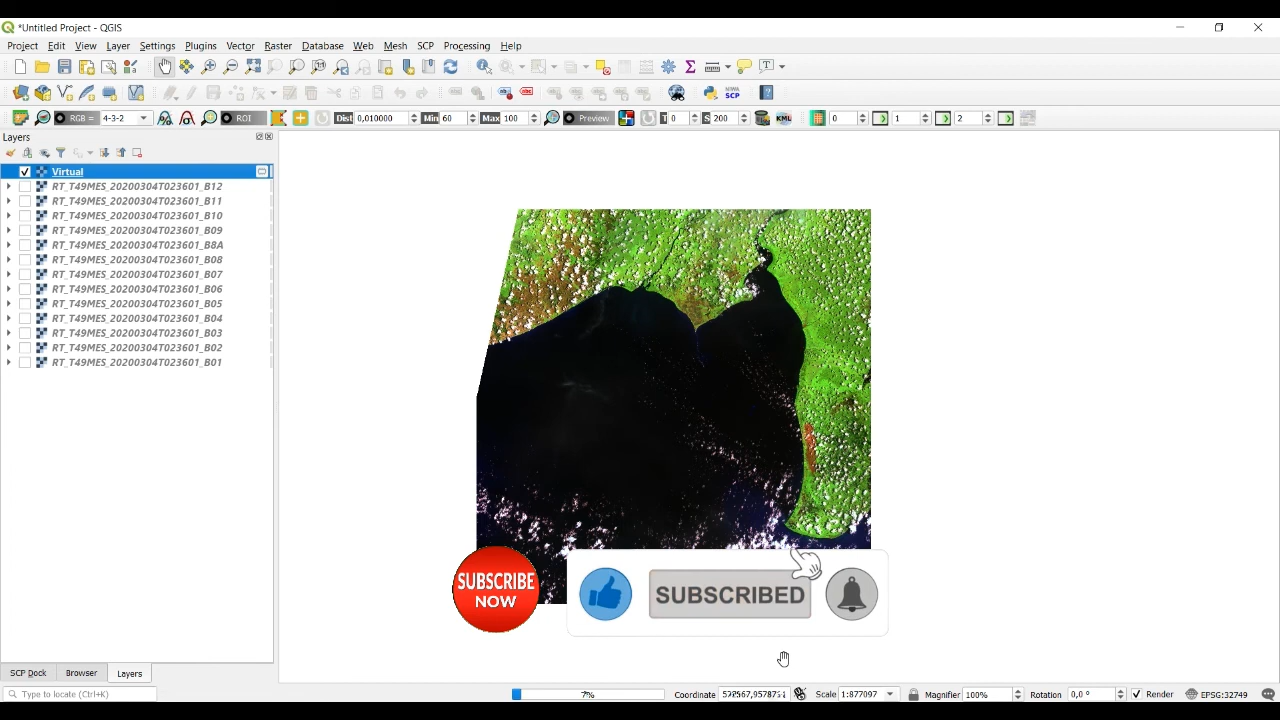 *Untitled Project - QGIS
Project Edit View Layer Settings Plugins Vector Raster Database Web Mesh SCP Processing Help
RGB = 4-3-2 ROI Dist 0,010000 Min 60 Max 100 Preview T 0 S 200 KML 0 1 2
Layers
Virtual
RT_T49MES_20200304T023601_B12
RT_T49MES_20200304T023601_B11
RT_T49MES_20200304T023601_B10
RT_T49MES_20200304T023601_B09
RT_T49MES_20200304T023601_B8A
RT_T49MES_20200304T023601_B08
RT_T49MES_20200304T023601_B07
RT_T49MES_20200304T023601_B06
RT_T49MES_20200304T023601_B05
RT_T49MES_20200304T023601_B04
RT_T49MES_20200304T023601_B03
RT_T49MES_20200304T023601_B02
RT_T49MES_20200304T023601_B01
SUBSCRIBE
NOW
SUBSCRIBED
SCP Dock Browser Layers
Type to locate (Ctrl+K) 7% Coordinate Scale 1:877097 Magnifier 100% Rotation 0,0 ° Render EPSG:32749